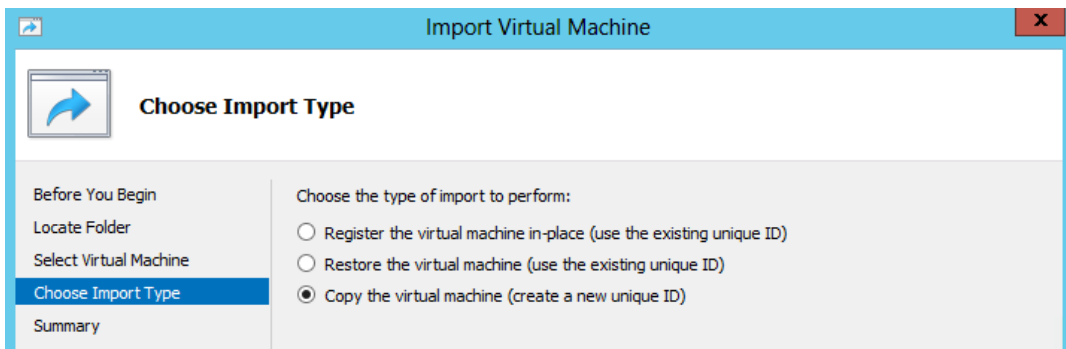 Import Virtual Machine
x
Choose Import Type
Before You Begin
Locate Folder
Select Virtual Machine
Choose Import Type
Summary
Choose the type of import to perform:
Register the virtual machine in-place (use the existing unique ID)
Restore the virtual machine (use the existing unique ID)
Copy the virtual machine (create a new unique ID)